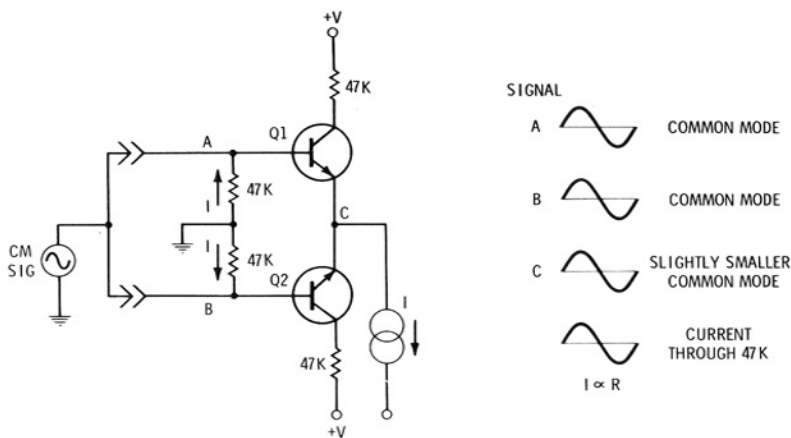 +V
47K
Q1
A
47K
I
C
I
47K
CM
SIG
Q2
B
I
47K
+V
SIGNAL
A
COMMON MODE
B
COMMON MODE
C
SLIGHTLY SMALLER
COMMON MODE
CURRENT
THROUGH 47K
I ∝ R